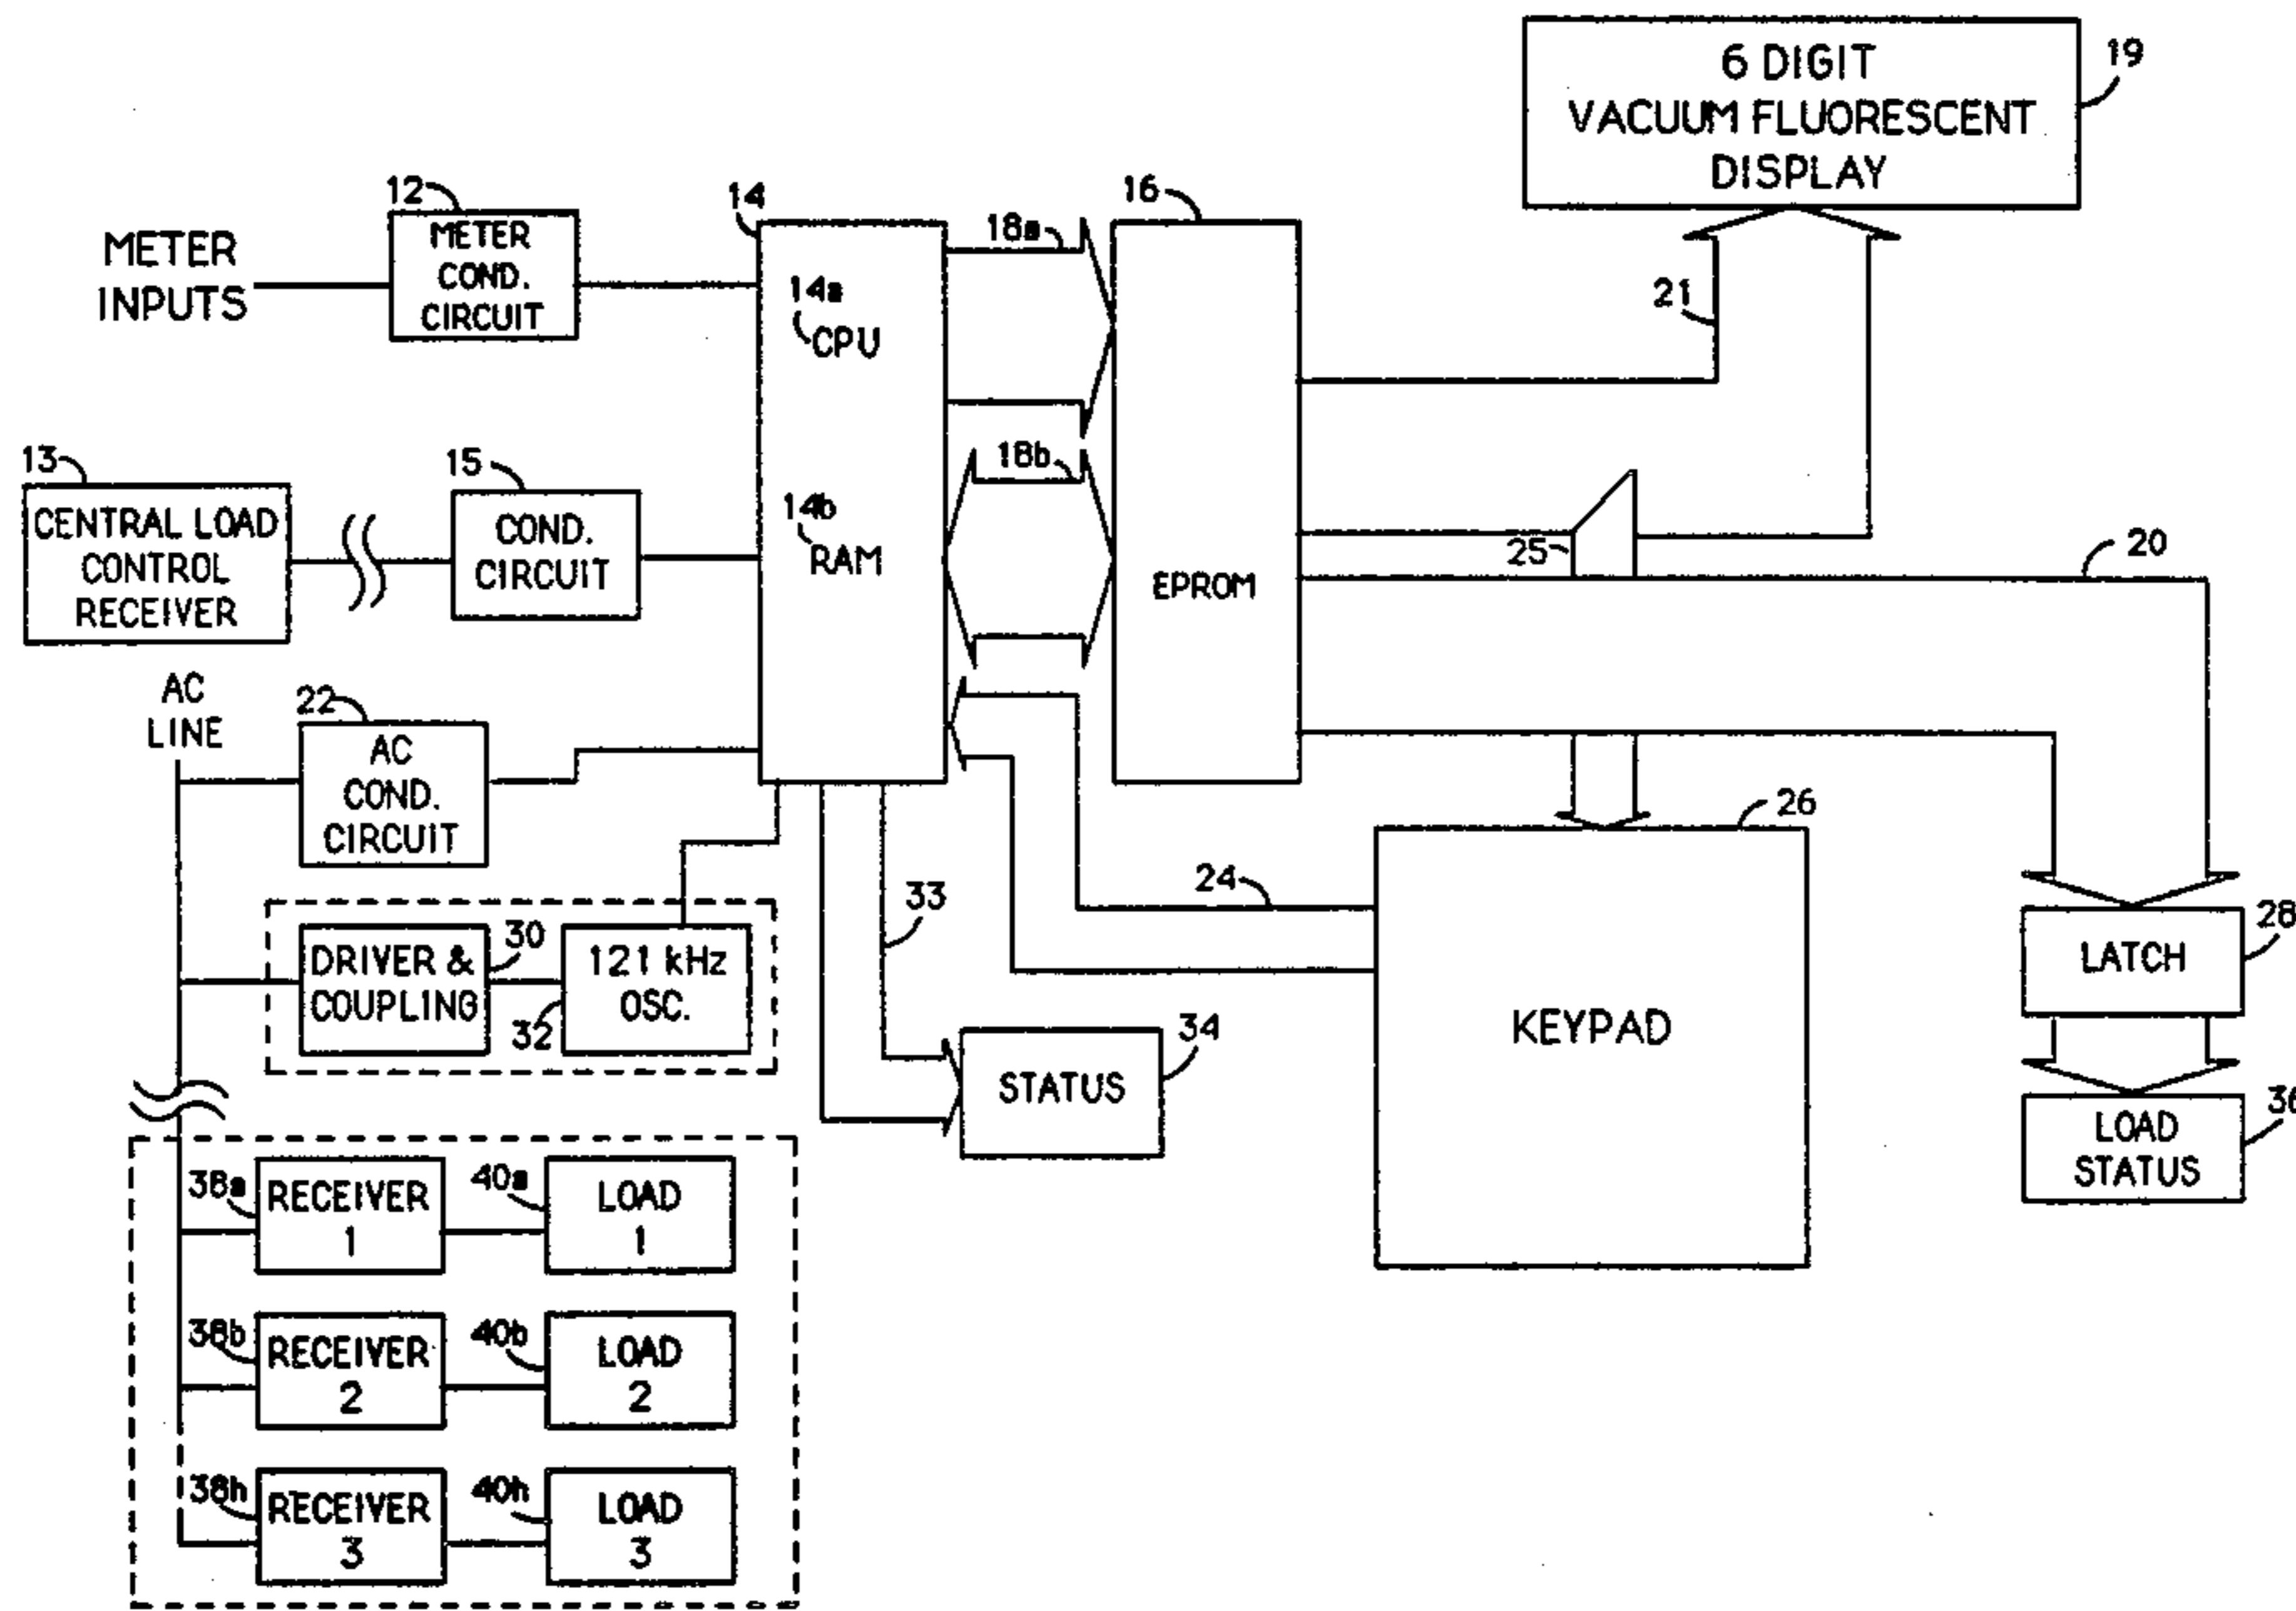 6 DIGIT
VACUUM FLUORESCENT
DISPLAY
19
METER
INPUTS
12
METER
COND.
CIRCUIT
14
14a
CPU
14b
RAM
18a
18b
16
EPROM
21
25
20
13
CENTRAL LOAD
CONTROL
RECEIVER
15
COND.
CIRCUIT
AC
LINE
22
AC
COND.
CIRCUIT
DRIVER &
COUPLING
30
32
121 kHz
OSC.
33
STATUS
34
24
26
KEYPAD
28
LATCH
36
LOAD
STATUS
38a
RECEIVER
1
40a
LOAD
1
38b
RECEIVER
2
40b
LOAD
2
38h
RECEIVER
3
40h
LOAD
3